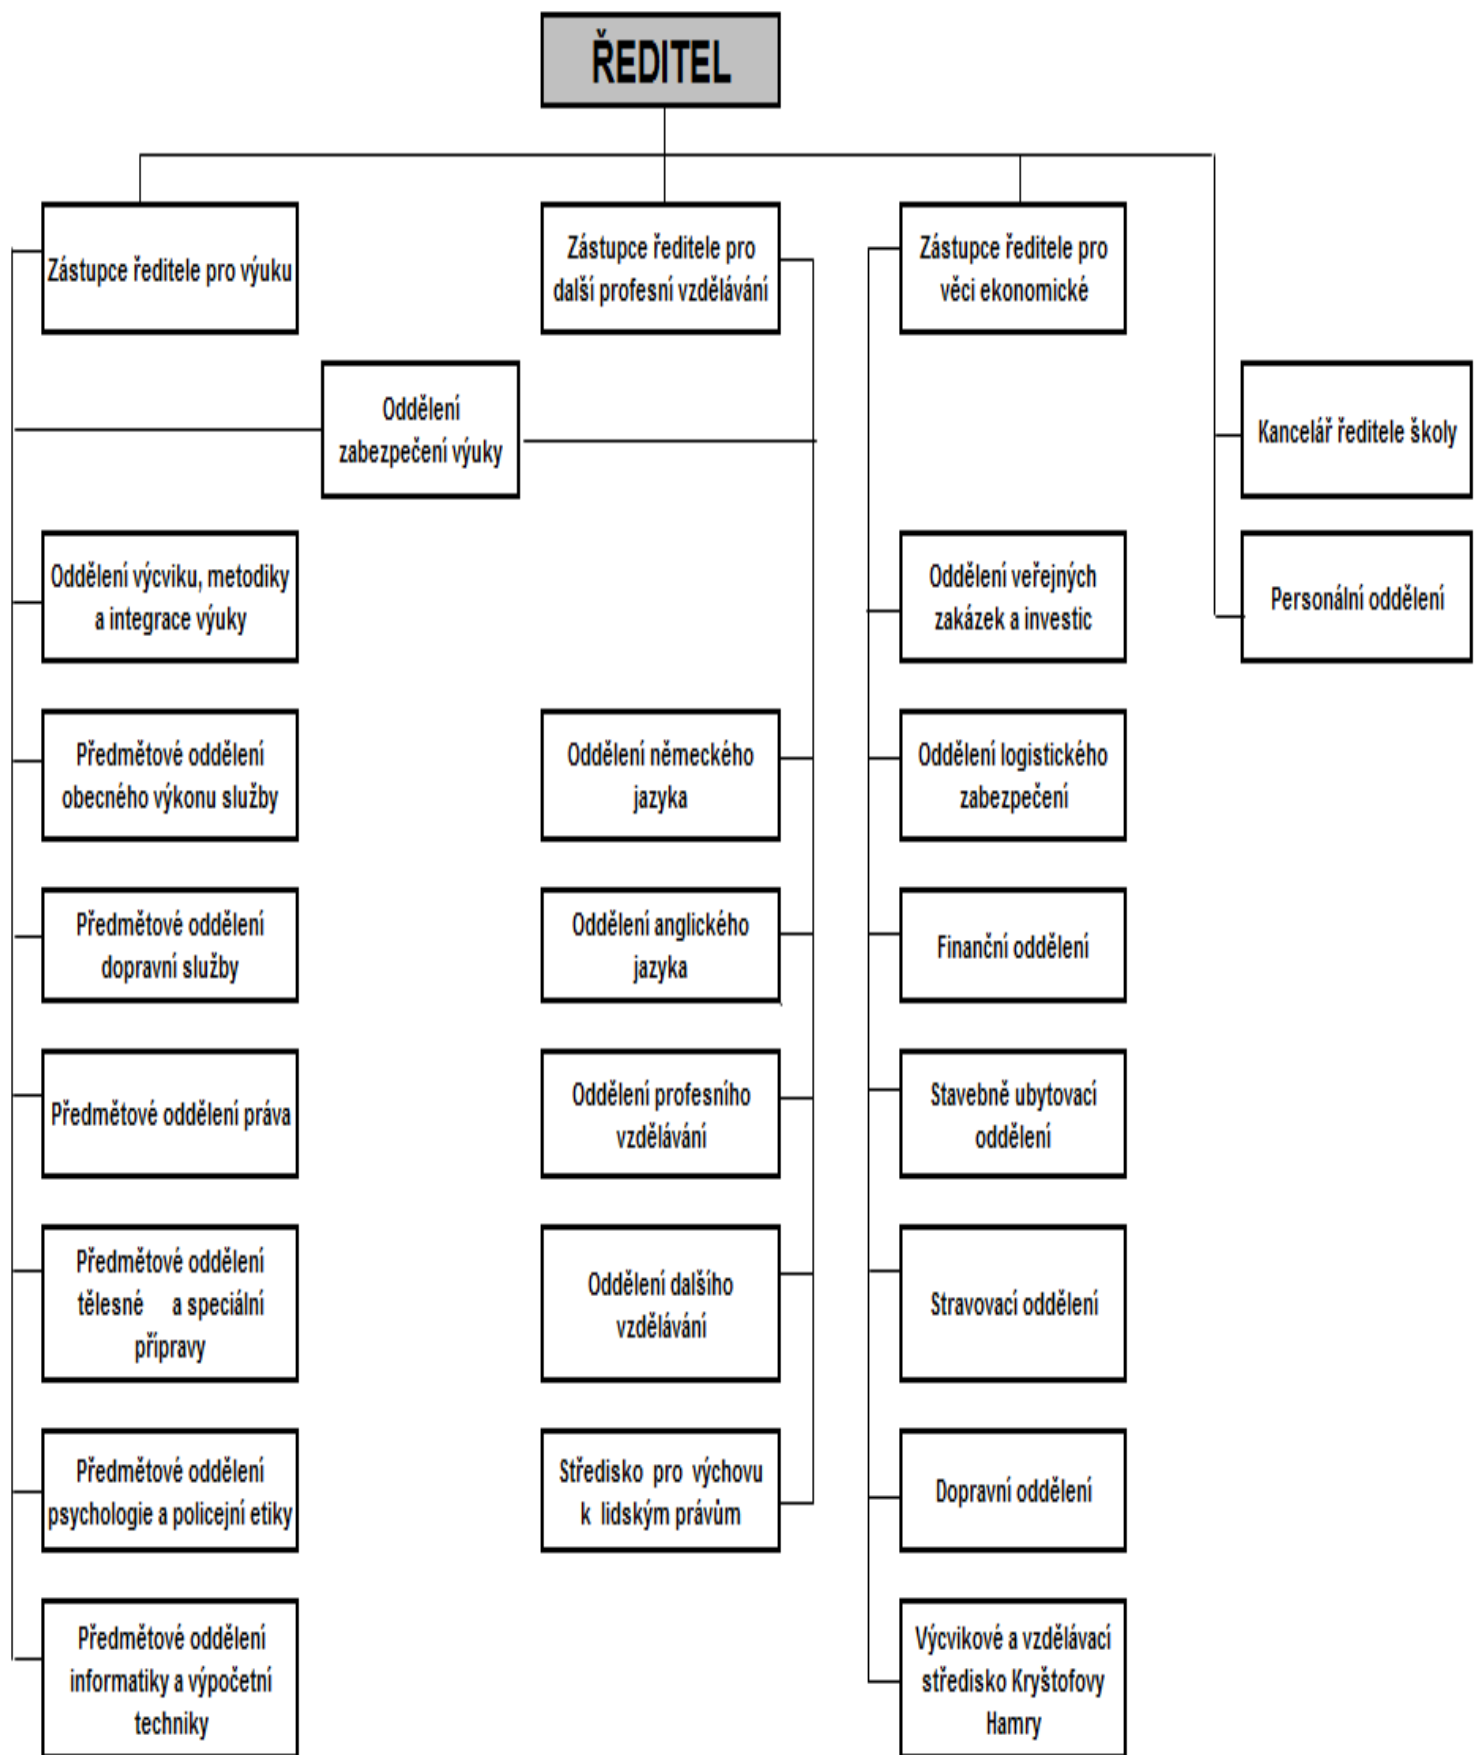 ŘEDITEL
Zástupce ředitele pro výuku
Zástupce ředitele pro
další profesní vzdělávání
Zástupce ředitele pro
věci ekonomické
Oddělení
zabezpečení výuky
Kancelář ředitele školy
Oddělení výcviku, metodiky
a integrace výuky
Oddělení veřejných
zakázek a investic
Personální oddělení
Předmětové oddělení
obecného výkonu služby
Oddělení německého
jazyka
Oddělení logistického
zabezpečení
Předmětové oddělení
dopravní služby
Oddělení anglického
jazyka
Finanční oddělení
Předmětové oddělení práva
Oddělení profesního
vzdělávání
Stavebně ubytovací
oddělení
Předmětové oddělení
tělesné a speciální
přípravy
Oddělení dalšího
vzdělávání
Stravovací oddělení
Předmětové oddělení
psychologie a policejní etiky
Středisko pro výchovu
k lidským právům
Dopravní oddělení
Předmětové oddělení
informatiky a výpočetní
techniky
Výcvikové a vzdělávací
středisko Kryštofovy
Hamry